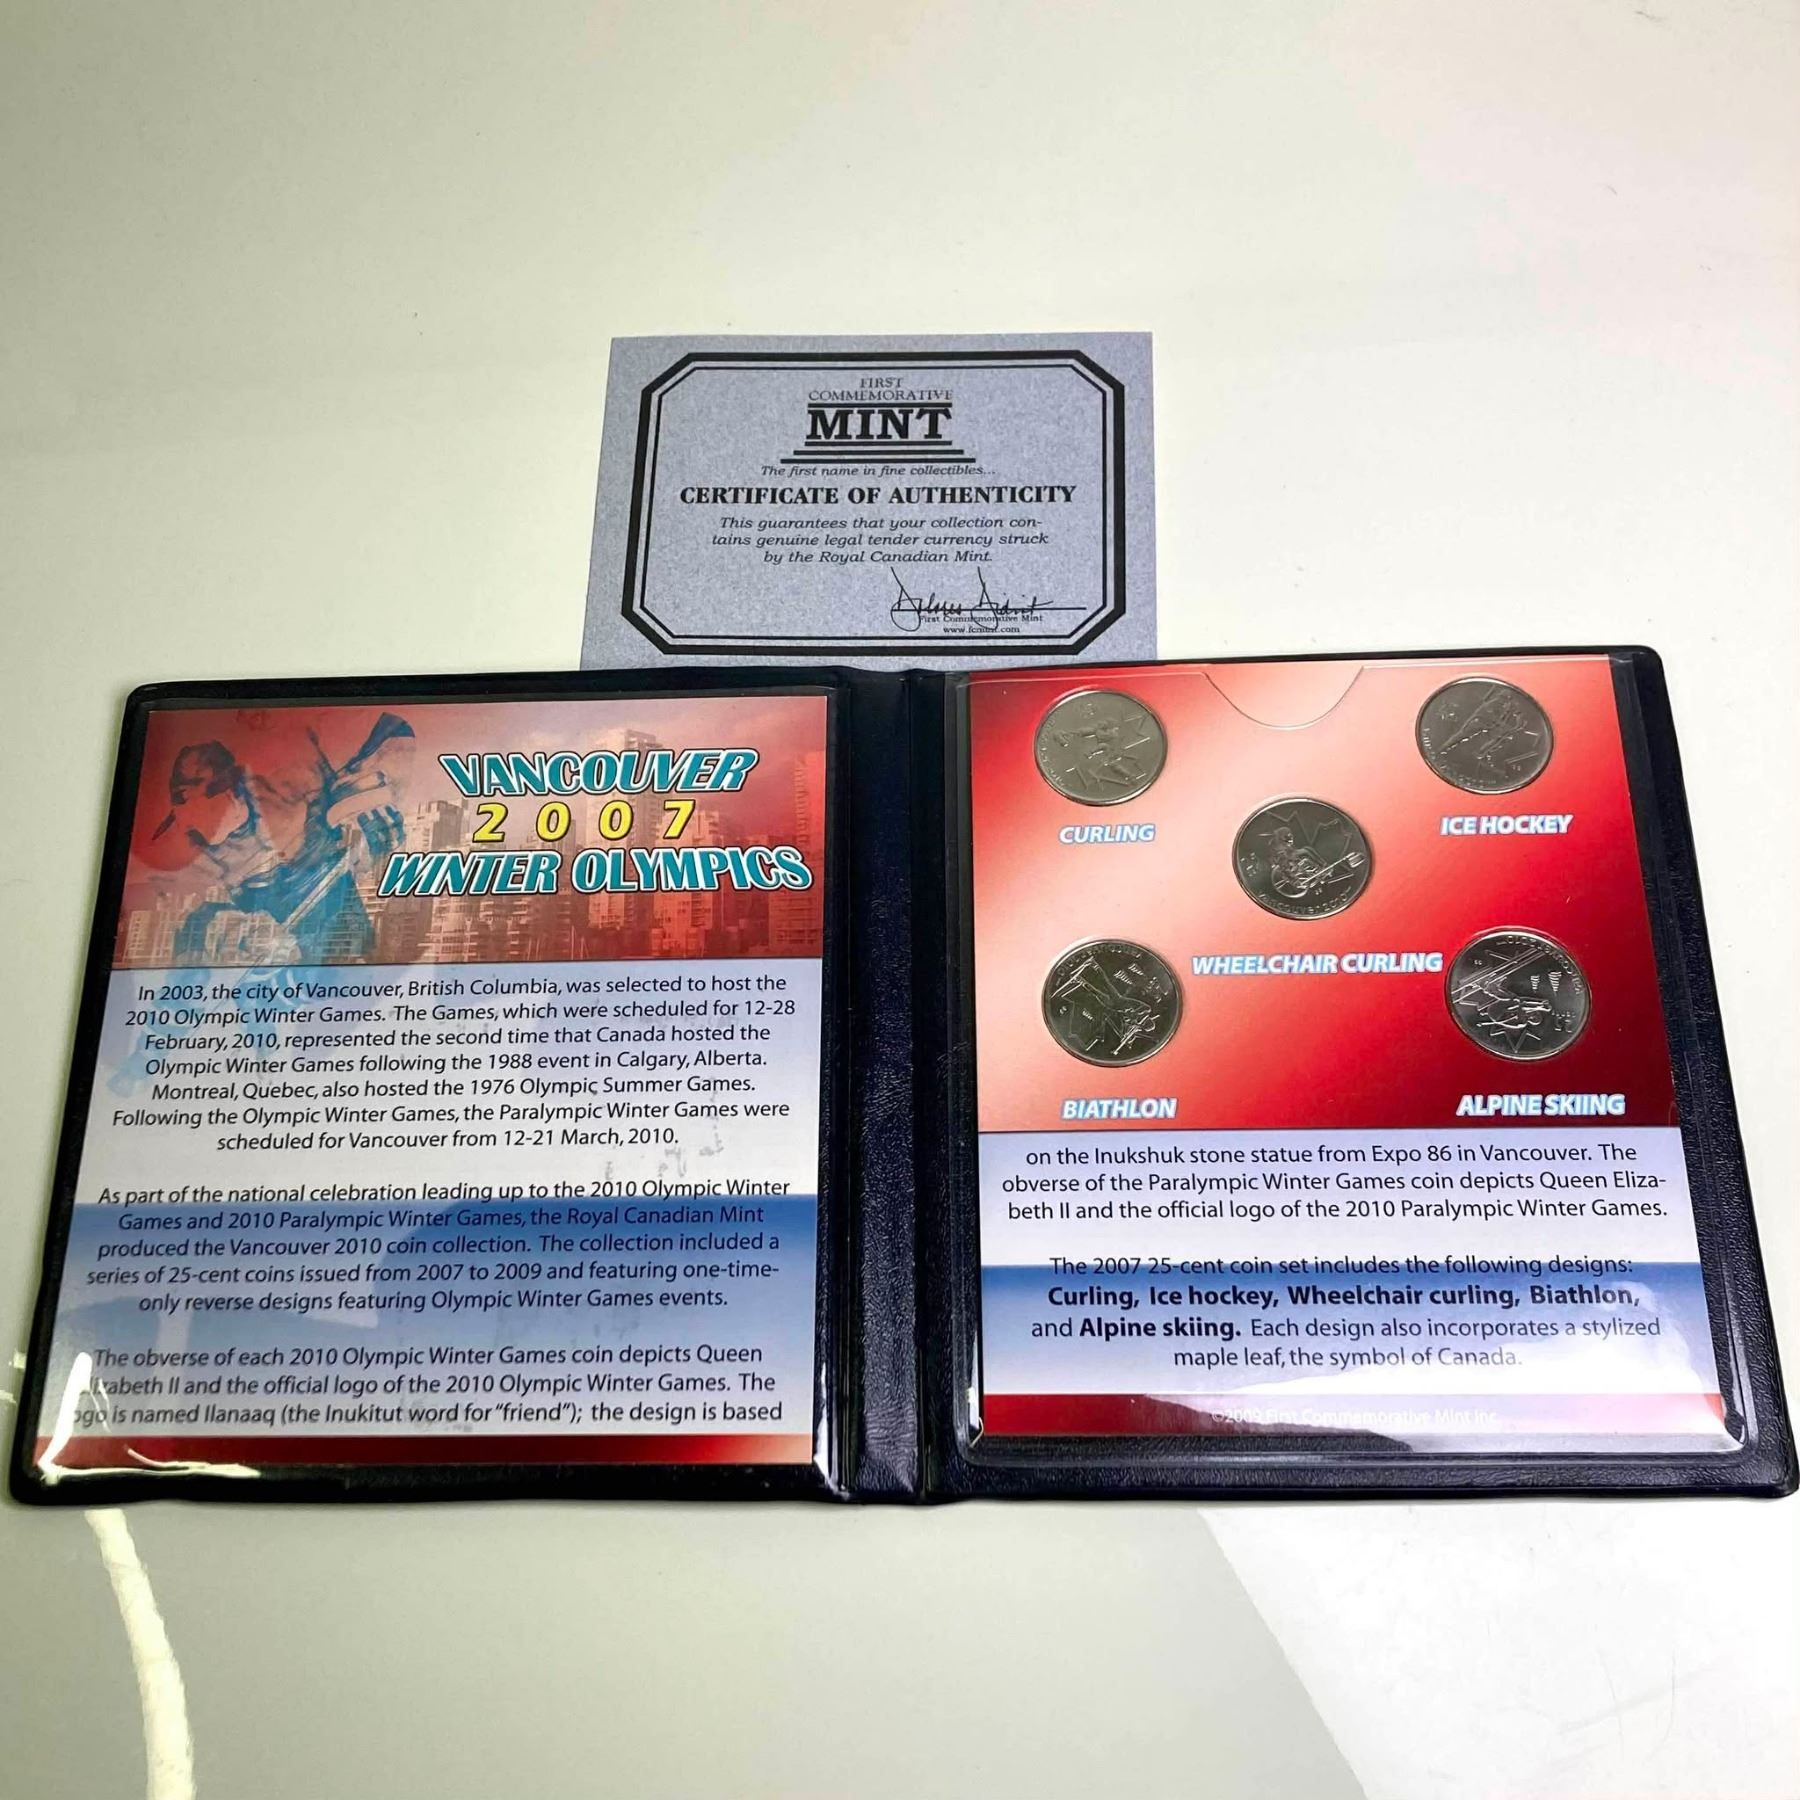 FIRST
COMMEMORATIVE
MINT
The first name in fine collectibles...
CERTIFICATE OF AUTHENTICITY
This guarantees that your collection con-
tains genuine legal tender currency struck
by the Royal Canadian Mint.
First Commemorative Mint
www.fcmint.com
VANCOUVER
2007
WINTER OLYMPICS
In 2003, the city of Vancouver, British Columbia, was selected to host the
2010 Olympic Winter Games. The Games, which were scheduled for 12-28
February, 2010, represented the second time that Canada hosted the
Olympic Winter Games following the 1988 event in Calgary, Alberta.
Montreal, Quebec, also hosted the 1976 Olympic Summer Games.
Following the Olympic Winter Games, the Paralympic Winter Games were
scheduled for Vancouver from 12-21 March, 2010.
As part of the national celebration leading up to the 2010 Olympic Winter
Games and 2010 Paralympic Winter Games, the Royal Canadian Mint
produced the Vancouver 2010 coin collection. The collection included a
series of 25-cent coins issued from 2007 to 2009 and featuring one-time-
only reverse designs featuring Olympic Winter Games events.
The obverse of each 2010 Olympic Winter Games coin depicts Queen
Elizabeth II and the official logo of the 2010 Olympic Winter Games. The
logo is named Ilanaaq (the Inukitut word for "friend"); the design is based
CURLING
ICE HOCKEY
Vancouver 2010
WHEELCHAIR CURLING
BIATHLON
ALPINE SKIING
on the Inukshuk stone statue from Expo 86 in Vancouver. The
obverse of the Paralympic Winter Games coin depicts Queen Eliza-
beth II and the official logo of the 2010 Paralympic Winter Games.
The 2007 25-cent coin set includes the following designs:
Curling, Ice hockey, Wheelchair curling, Biathlon,
and Alpine skiing. Each design also incorporates a stylized
maple leaf, the symbol of Canada.
©2009 First Commemorative Mint Inc.